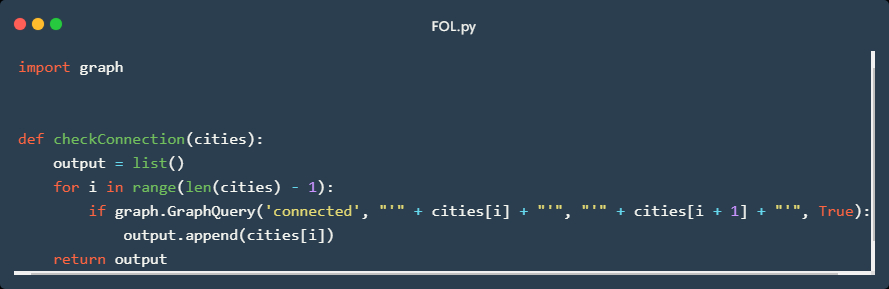 FOL.py
import graph
def checkConnection(cities):
    output = list()
    for i in range(len(cities) - 1):
        if graph.GraphQuery('connected', "'" + cities[i] + "'", "'" + cities[i + 1] + "'", True):
            output.append(cities[i])
    return output